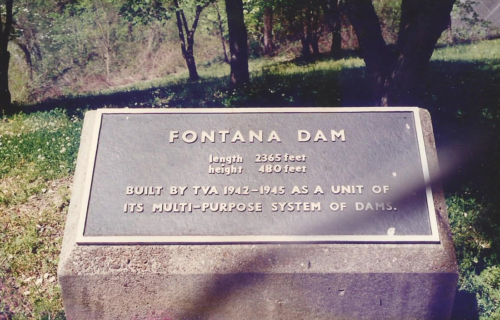 FONTANA DAM
length 2365 feet
height 480 feet
BUILT BY TVA 1942-1945 AS A UNIT OF
ITS MULTI-PURPOSE SYSTEM OF DAMS.